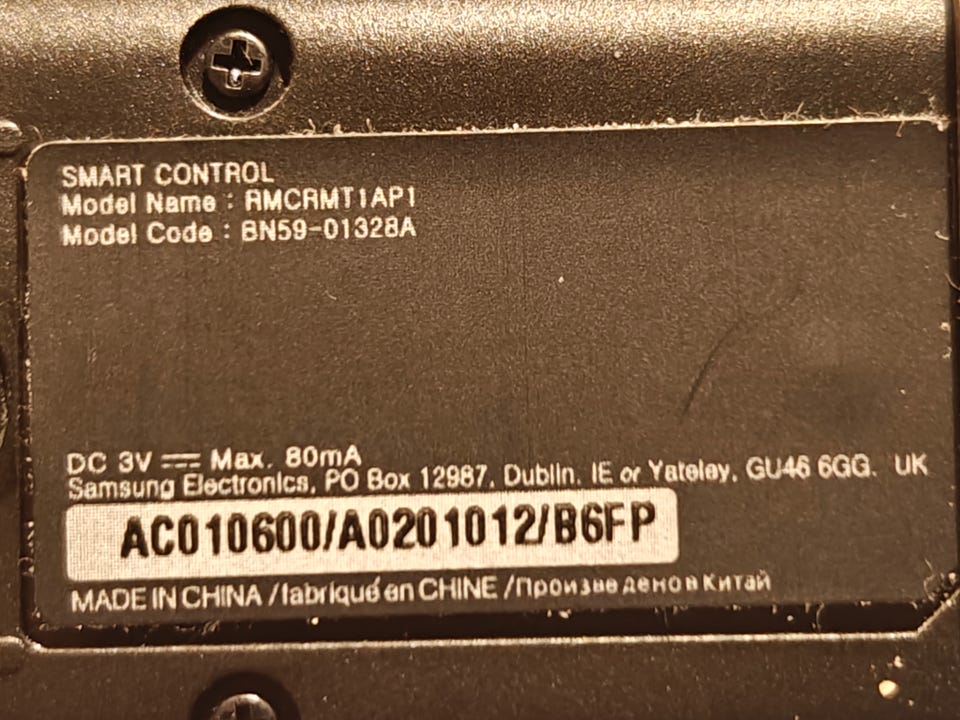 SMART CONTROL
Model Name : RMCRMT1AP1
Model Code : BN59-01328A
DC 3V ⎓ Max. 80mA
Samsung Electronics, PO Box 12987, Dublin. IE or Yateley, GU46 6GG. UK
AC010600/A0201012/B6FP
MADE IN CHINA /fabriqué en CHINE /Произведено в Китай